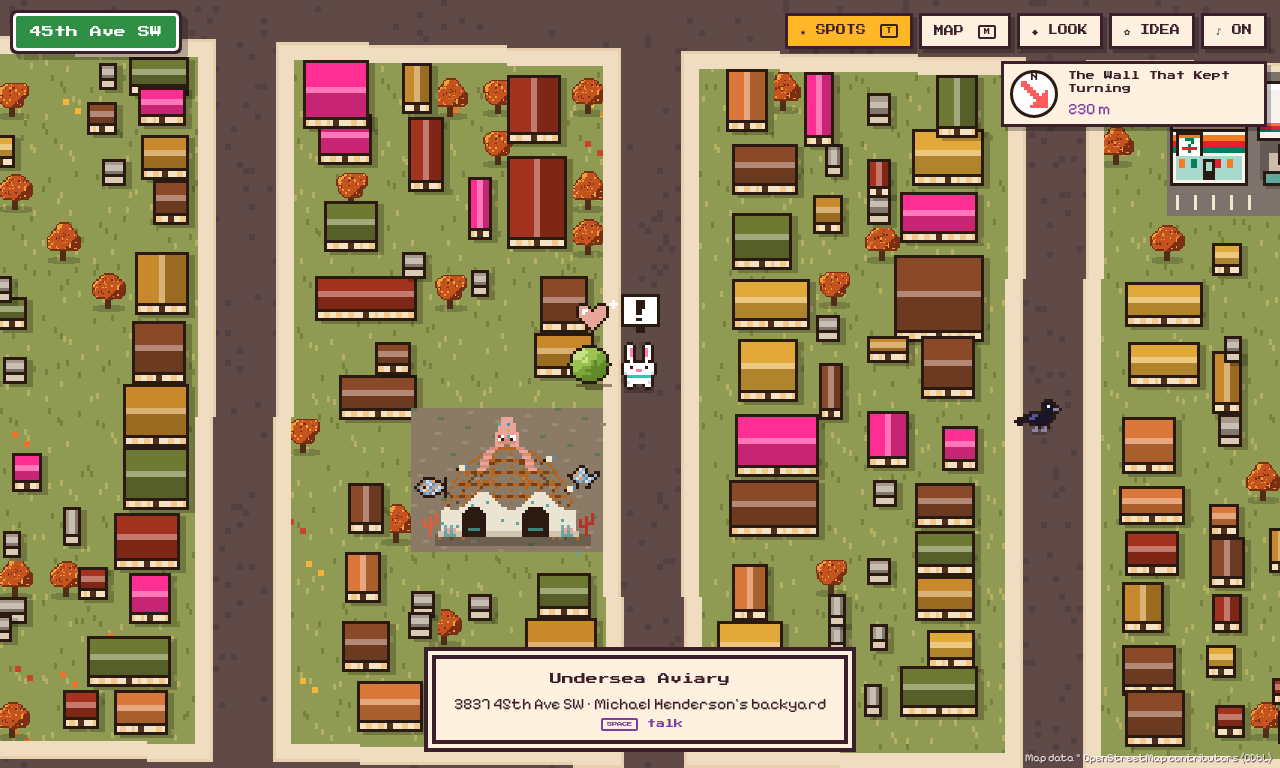 45th Ave SW
★ SPOTS T
MAP M
◆ LOOK
✿ IDEA
♪ ON
N
The Wall That Kept
Turning
230 m
!
Undersea Aviary
3837 48th Ave SW · Michael Henderson's backyard
SPACE talk
Map data © OpenStreetMap contributors (ODbL)